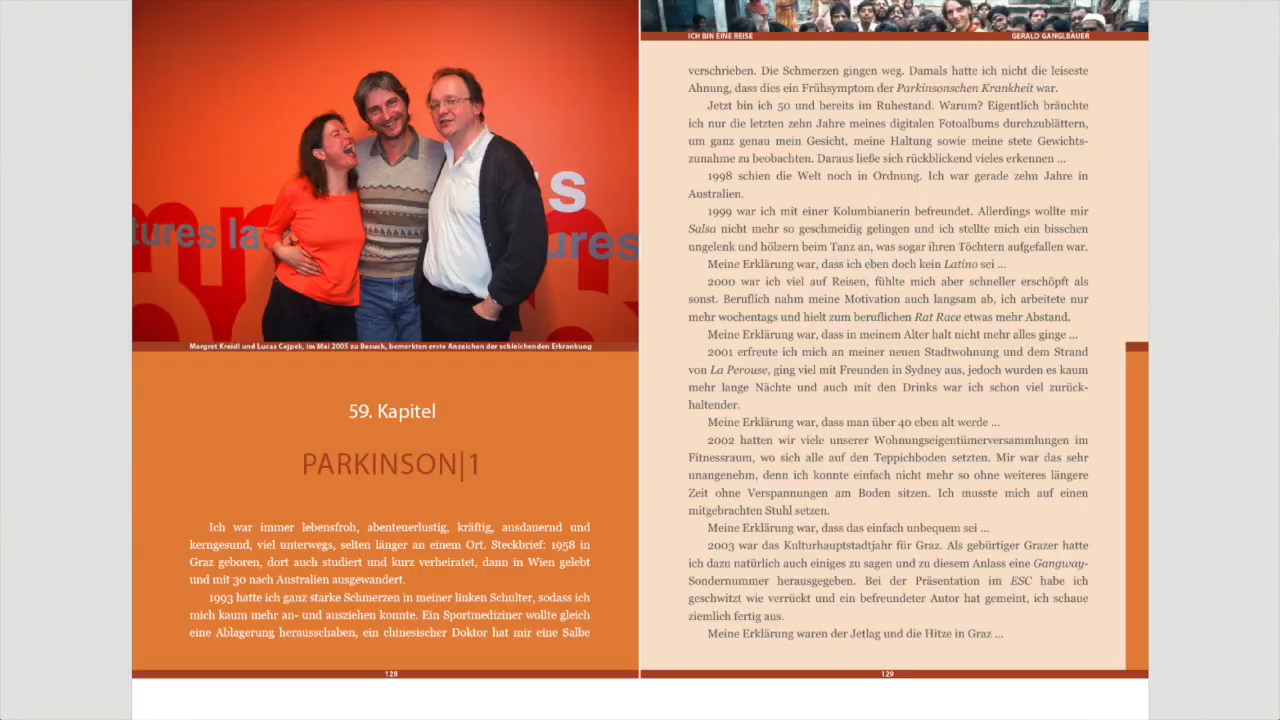 is
tures la
ures
Margret Kreidl und Lucas Cejpek, im Mai 2005 zu Besuch, bemerkten erste Anzeichen der schleichenden Erkrankung
59. Kapitel
PARKINSON|1
Ich war immer lebensfroh, abenteuerlustig, kräftig, ausdauernd und
kerngesund, viel unterwegs, selten länger an einem Ort. Steckbrief: 1958 in
Graz geboren, dort auch studiert und kurz verheiratet, dann in Wien gelebt
und mit 30 nach Australien ausgewandert.
1993 hatte ich ganz starke Schmerzen in meiner linken Schulter, sodass ich
mich kaum mehr an- und ausziehen konnte. Ein Sportmediziner wollte gleich
eine Ablagerung herausschaben, ein chinesischer Doktor hat mir eine Salbe
128
ICH BIN EINE REISE GERALD GANGLBAUER
verschrieben. Die Schmerzen gingen weg. Damals hatte ich nicht die leiseste
Ahnung, dass dies ein Frühsymptom der Parkinsonschen Krankheit war.
Jetzt bin ich 50 und bereits im Ruhestand. Warum? Eigentlich bräuchte
ich nur die letzten zehn Jahre meines digitalen Fotoalbums durchzublättern,
um ganz genau mein Gesicht, meine Haltung sowie meine stete Gewichts-
zunahme zu beobachten. Daraus ließe sich rückblickend vieles erkennen ...
1998 schien die Welt noch in Ordnung. Ich war gerade zehn Jahre in
Australien.
1999 war ich mit einer Kolumbianerin befreundet. Allerdings wollte mir
Salsa nicht mehr so geschmeidig gelingen und ich stellte mich ein bisschen
ungelenk und hölzern beim Tanz an, was sogar ihren Töchtern aufgefallen war.
Meine Erklärung war, dass ich eben doch kein Latino sei ...
2000 war ich viel auf Reisen, fühlte mich aber schneller erschöpft als
sonst. Beruflich nahm meine Motivation auch langsam ab, ich arbeitete nur
mehr wochentags und hielt zum beruflichen Rat Race etwas mehr Abstand.
Meine Erklärung war, dass in meinem Alter halt nicht mehr alles ginge ...
2001 erfreute ich mich an meiner neuen Stadtwohnung und dem Strand
von La Perouse, ging viel mit Freunden in Sydney aus, jedoch wurden es kaum
mehr lange Nächte und auch mit den Drinks war ich schon viel zurück-
haltender.
Meine Erklärung war, dass man über 40 eben alt werde ...
2002 hatten wir viele unserer Wohnungseigentümerversammlungen im
Fitnessraum, wo sich alle auf den Teppichboden setzten. Mir war das sehr
unangenehm, denn ich konnte einfach nicht mehr so ohne weiteres längere
Zeit ohne Verspannungen am Boden sitzen. Ich musste mich auf einen
mitgebrachten Stuhl setzen.
Meine Erklärung war, dass das einfach unbequem sei ...
2003 war das Kulturhauptstadtjahr für Graz. Als gebürtiger Grazer hatte
ich dazu natürlich auch einiges zu sagen und zu diesem Anlass eine Gangway-
Sondernummer herausgegeben. Bei der Präsentation im ESC habe ich
geschwitzt wie verrückt und ein befreundeter Autor hat gemeint, ich schaue
ziemlich fertig aus.
Meine Erklärung waren der Jetlag und die Hitze in Graz ...
129